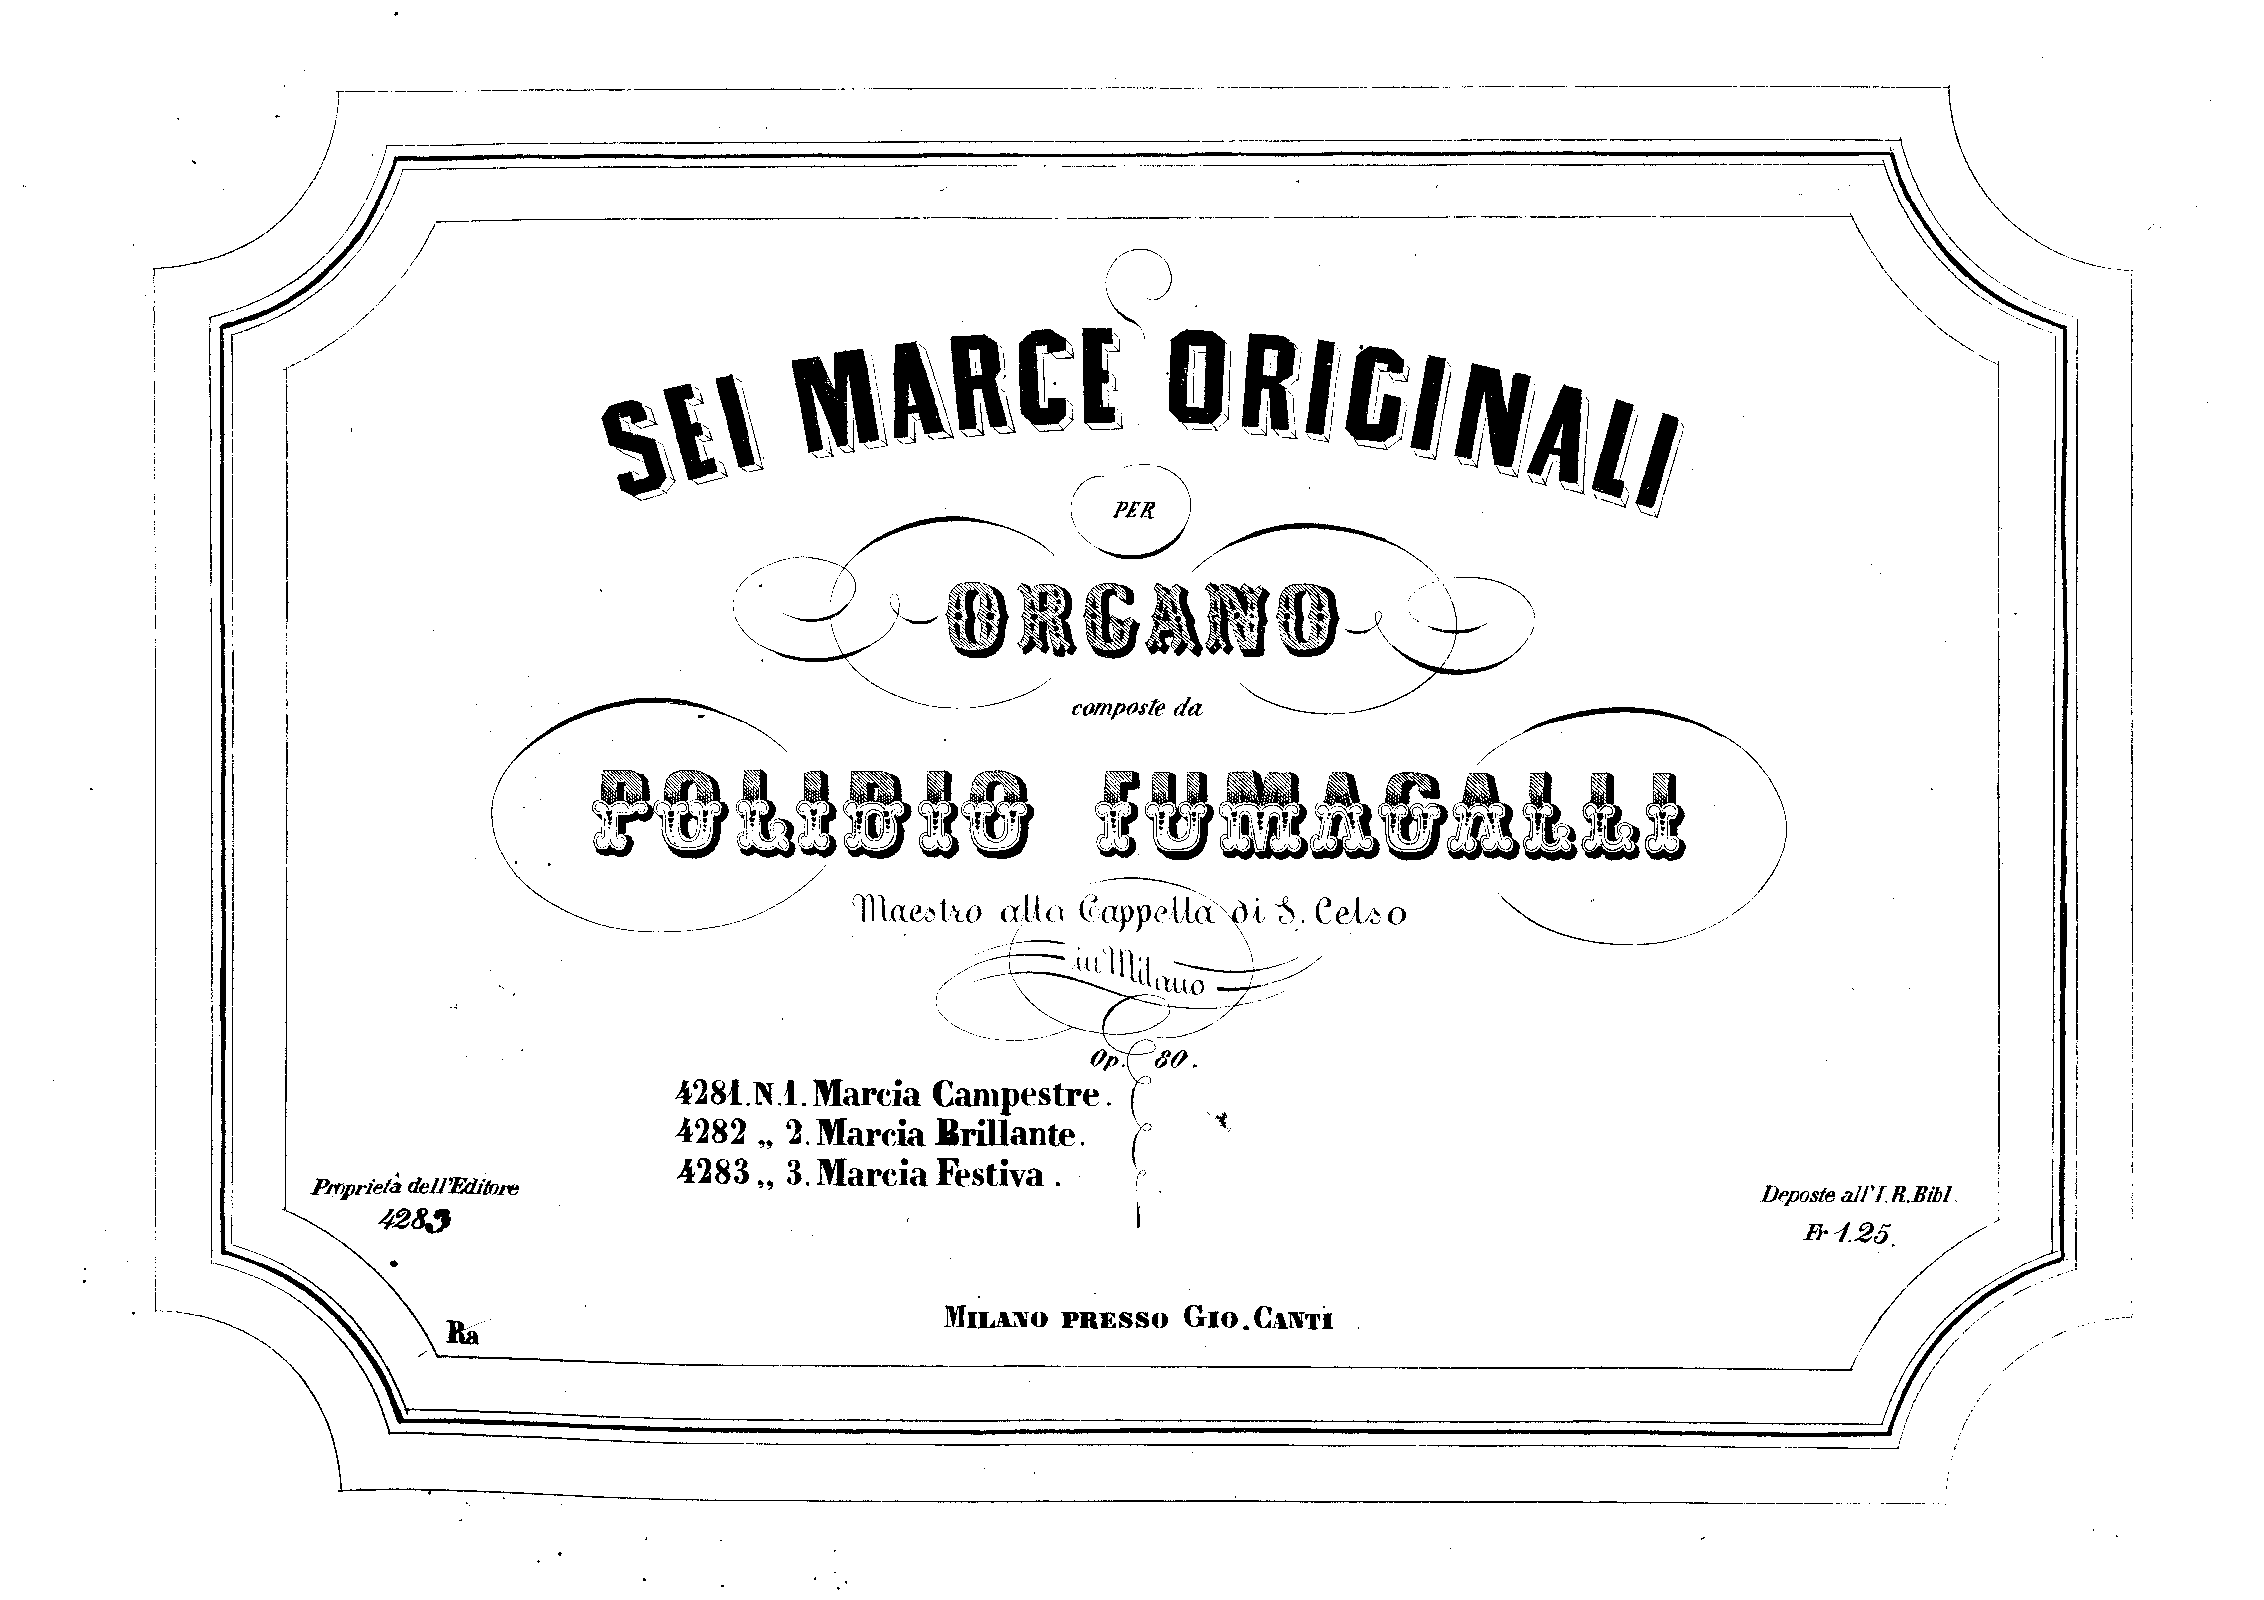 SEI MARCE ORIGINALI
PER
ORGANO
composte da
POLIBIO FUMAGALLI
Maestro alla Cappella di S. Celso
in Milano
Op. 80.
4281. N. 1. Marcia Campestre.
4282 „ 2. Marcia Brillante.
4283 „ 3. Marcia Festiva.
Proprietà dell'Editore
4283
Deposte all'I. R. Bibl.
Fr 1.25.
Ra
MILANO PRESSO GIO. CANTI